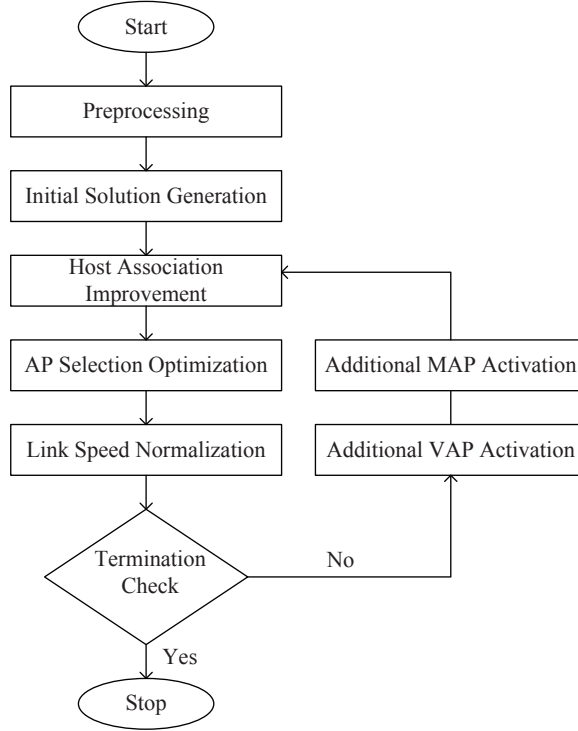 Start
Preprocessing
Initial Solution Generation
Host Association
Improvement
AP Selection Optimization
Additional MAP Activation
Link Speed Normalization
Additional VAP Activation
Termination
Check
No
Yes
Stop